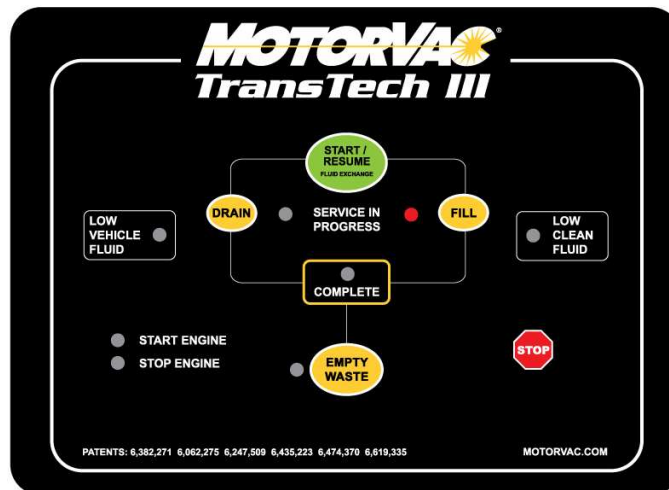 MOTORVAC®
TransTech III
START /
RESUME
FLUID EXCHANGE
DRAIN
SERVICE IN
PROGRESS
FILL
LOW
VEHICLE
FLUID
LOW
CLEAN
FLUID
COMPLETE
START ENGINE
STOP ENGINE
EMPTY
WASTE
STOP
PATENTS: 6,382,271 6,062,275 6,247,509 6,435,223 6,474,370 6,619,335
MOTORVAC.COM